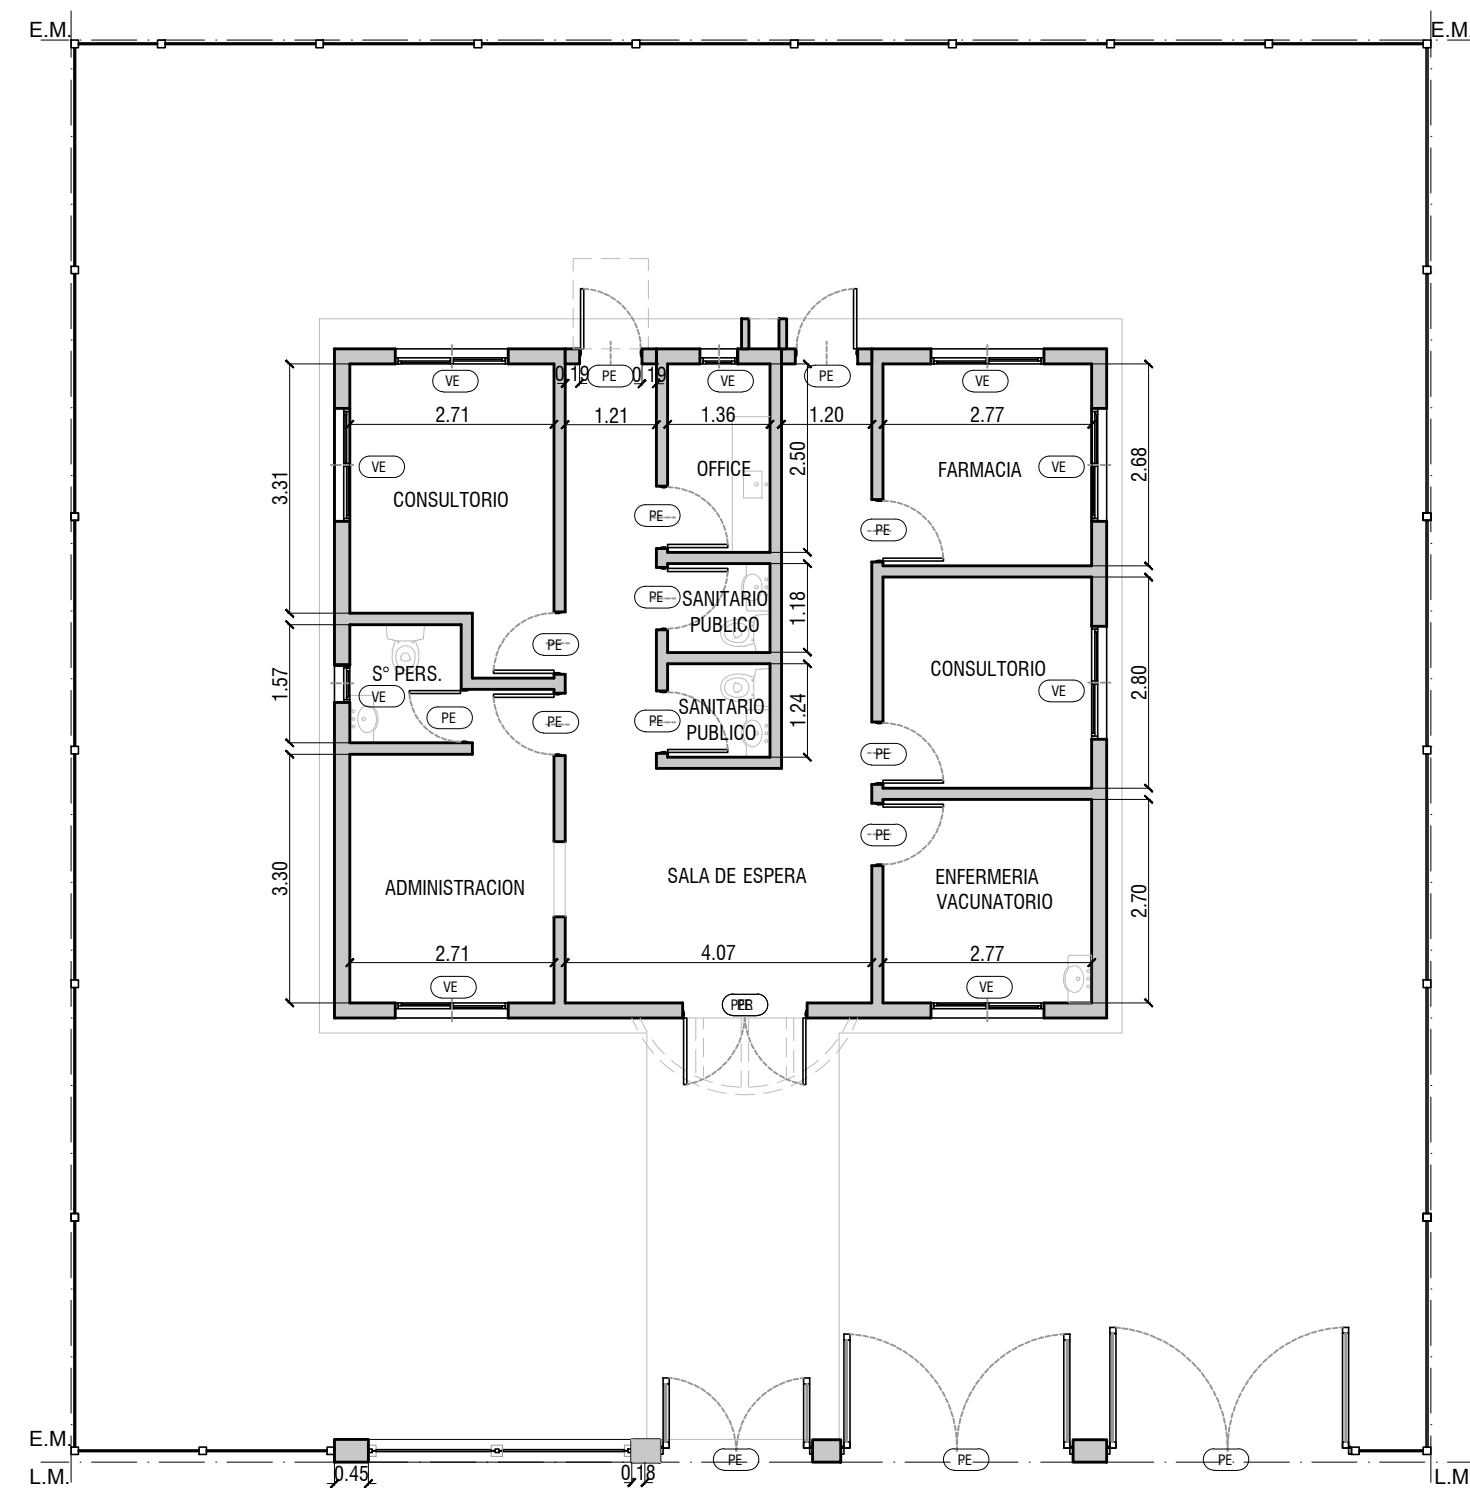 E.M.
E.M.
VE
0.19
PE
0.19
VE
PE
VE
2.71
1.21
1.36
1.20
2.77
VE
OFFICE
2.50
FARMACIA
VE
2.68
3.31
CONSULTORIO
PE
PE
PE
SANITARIO
PUBLICO
1.18
PE
CONSULTORIO
VE
2.80
1.57
S° PERS.
VE
PE
PE
PE
SANITARIO
PUBLICO
1.24
PE
PE
3.30
ADMINISTRACION
SALA DE ESPERA
ENFERMERIA
VACUNATORIO
2.70
2.71
4.07
2.77
VE
VE
E.M.
L.M.
0.45
0.18
PE
PE
PE
L.M